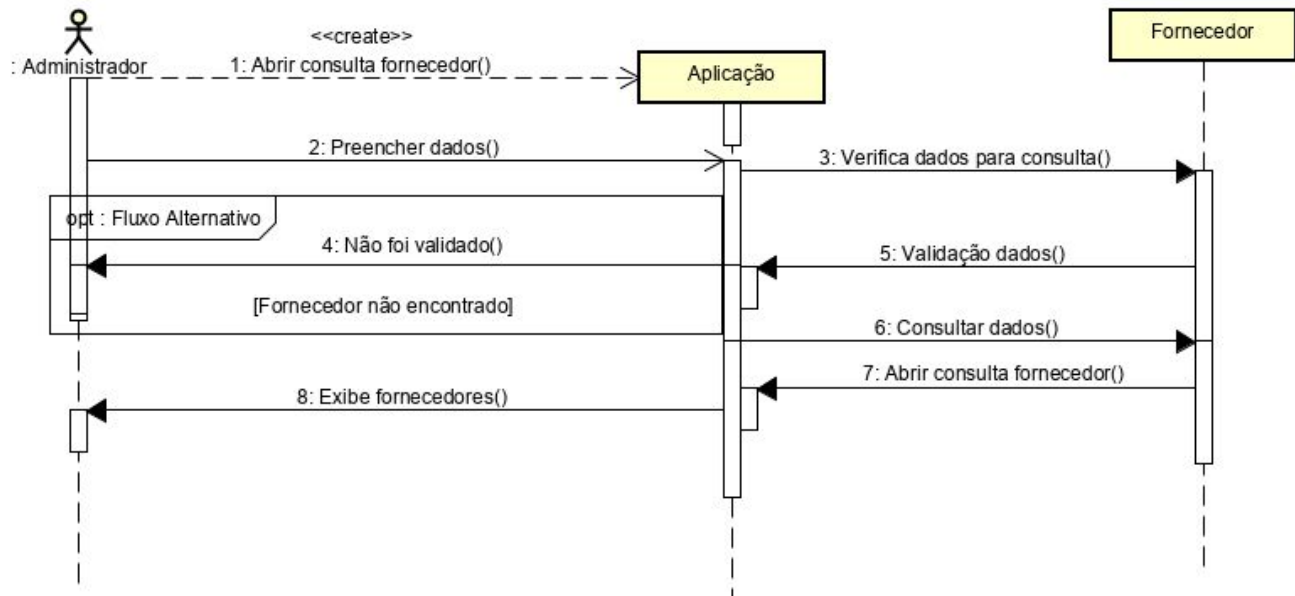 Fornecedor
<<create>>
: Administrador
1: Abrir consulta fornecedor()
Aplicação
2: Preencher dados()
3: Verifica dados para consulta()
opt : Fluxo Alternativo
4: Não foi validado()
5: Validação dados()
[Fornecedor não encontrado]
6: Consultar dados()
7: Abrir consulta fornecedor()
8: Exibe fornecedores()